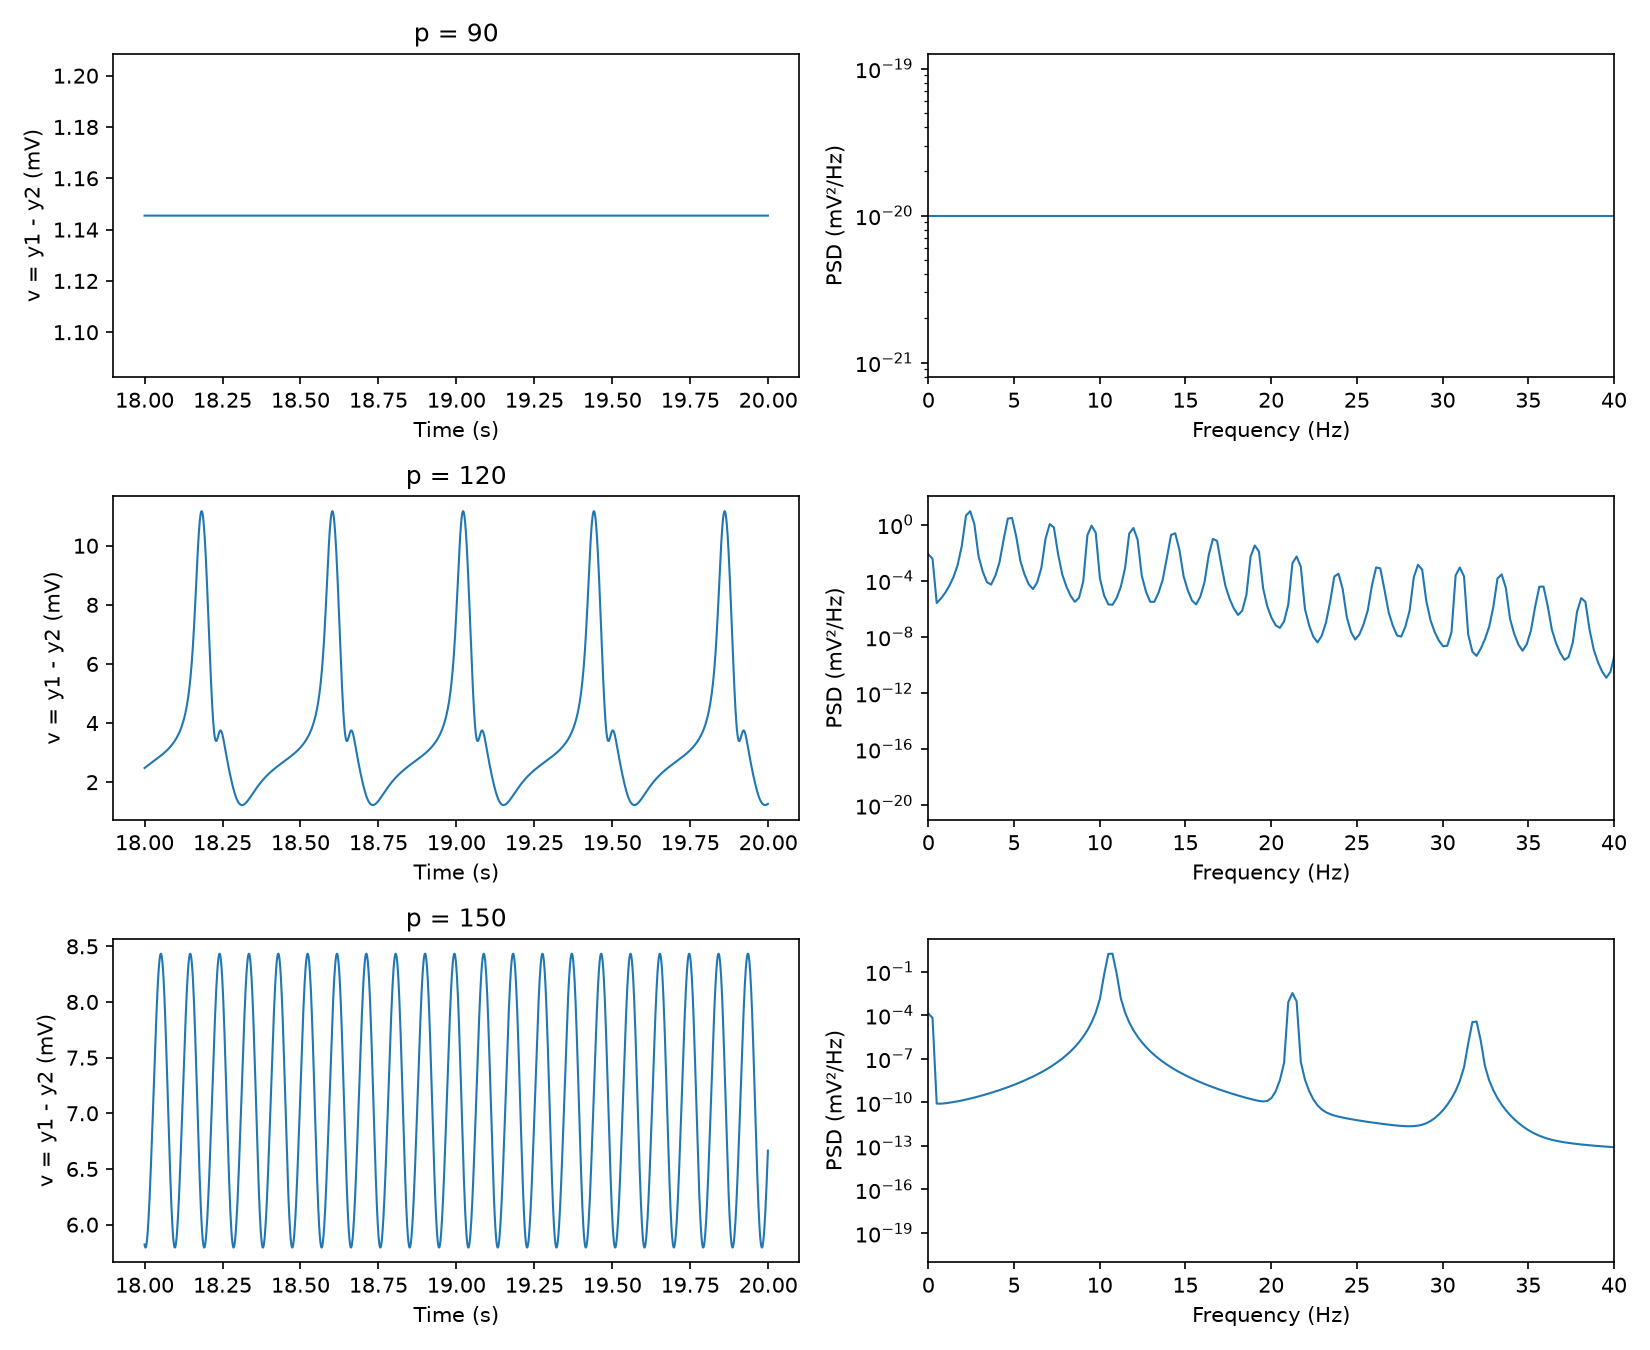 p = 90
v = y1 - y2 (mV)
1.20
1.18
1.16
1.14
1.12
1.10
18.00 18.25 18.50 18.75 19.00 19.25 19.50 19.75 20.00
Time (s)
PSD (mV²/Hz)
10⁻¹⁹
10⁻²⁰
10⁻²¹
0 5 10 15 20 25 30 35 40
Frequency (Hz)
p = 120
v = y1 - y2 (mV)
10
8
6
4
2
18.00 18.25 18.50 18.75 19.00 19.25 19.50 19.75 20.00
Time (s)
PSD (mV²/Hz)
10⁰
10⁻⁴
10⁻⁸
10⁻¹²
10⁻¹⁶
10⁻²⁰
0 5 10 15 20 25 30 35 40
Frequency (Hz)
p = 150
v = y1 - y2 (mV)
8.5
8.0
7.5
7.0
6.5
6.0
18.00 18.25 18.50 18.75 19.00 19.25 19.50 19.75 20.00
Time (s)
PSD (mV²/Hz)
10⁻¹
10⁻⁴
10⁻⁷
10⁻¹⁰
10⁻¹³
10⁻¹⁶
10⁻¹⁹
0 5 10 15 20 25 30 35 40
Frequency (Hz)